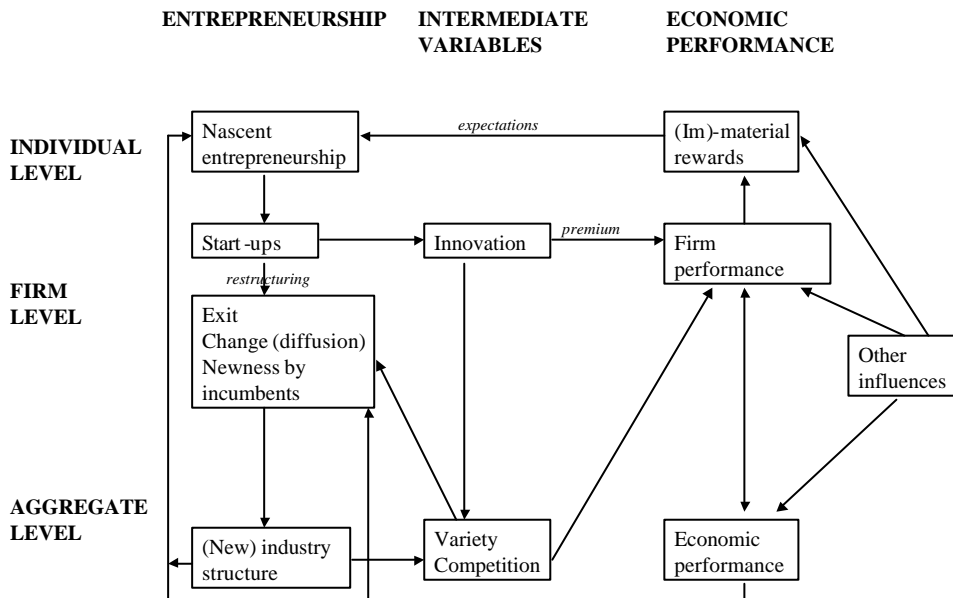 ENTREPRENEURSHIP
INTERMEDIATE
VARIABLES
ECONOMIC
PERFORMANCE
INDIVIDUAL
LEVEL
Nascent
entrepreneurship
expectations
(Im)-material
rewards
Start-ups
Innovation
premium
Firm
performance
restructuring
FIRM
LEVEL
Exit
Change (diffusion)
Newness by
incumbents
Other
influences
AGGREGATE
LEVEL
(New) industry
structure
Variety
Competition
Economic
performance